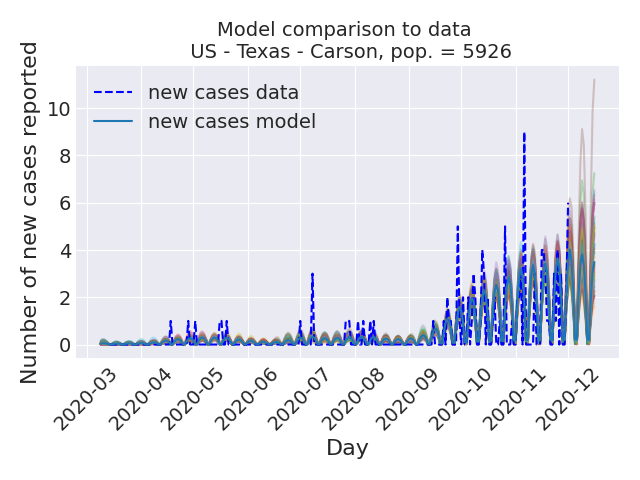 Model comparison to data
US - Texas - Carson, pop. = 5926
new cases data
new cases model
Number of new cases reported
10
8
6
4
2
0
2020-03
2020-04
2020-05
2020-06
2020-07
2020-08
2020-09
2020-10
2020-11
2020-12
Day